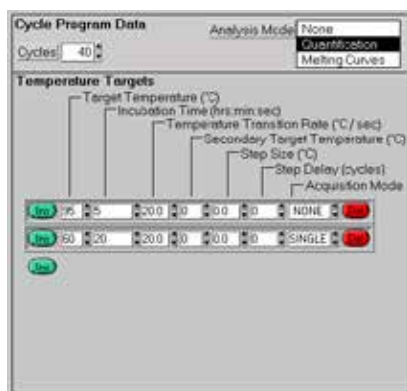 Cycle Program Data
Analysis Mode
None
Quantification
Melting Curves
Cycles
40
Temperature Targets
Target Temperature (°C)
Incubation Time (hrs:min:sec)
Temperature Transition Rate (°C / sec)
Secondary Target Temperature (°C)
Step Size (°C)
Step Delay (cycles)
Acquisition Mode
Ins 95 5 20.0 0 0.0 0 NONE Del
Ins 60 20 20.0 0 0.0 0 SINGLE Del
Ins